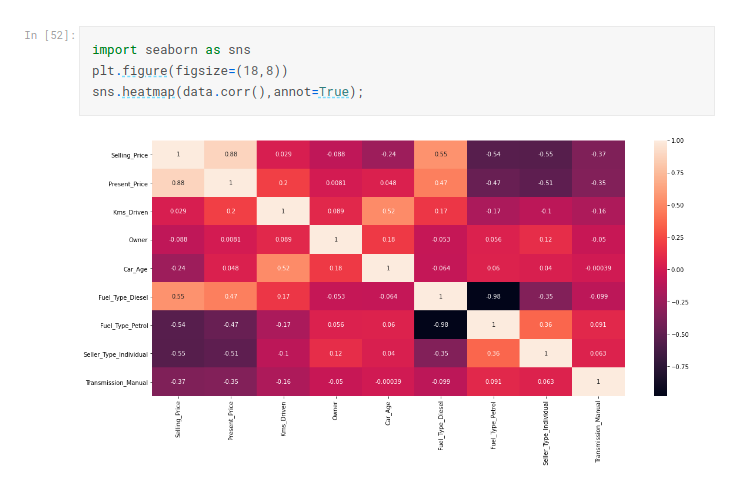 In [52]:
import seaborn as sns
plt.figure(figsize=(18,8))
sns.heatmap(data.corr(),annot=True);
Selling_Price 1 0.88 0.029 -0.088 -0.24 0.55 -0.54 -0.55 -0.37
Present_Price 0.88 1 0.2 0.0081 0.048 0.47 -0.47 -0.51 -0.35
Kms_Driven 0.029 0.2 1 0.089 0.52 0.17 -0.17 -0.1 -0.16
Owner -0.088 0.0081 0.089 1 0.18 -0.053 0.056 0.12 -0.05
Car_Age -0.24 0.048 0.52 0.18 1 -0.064 0.06 0.04 -0.00039
Fuel_Type_Diesel 0.55 0.47 0.17 -0.053 -0.064 1 -0.98 -0.35 -0.099
Fuel_Type_Petrol -0.54 -0.47 -0.17 0.056 0.06 -0.98 1 0.36 0.091
Seller_Type_Individual -0.55 -0.51 -0.1 0.12 0.04 -0.35 0.36 1 0.063
Transmission_Manual -0.37 -0.35 -0.16 -0.05 -0.00039 -0.099 0.091 0.063 1
Selling_Price
Present_Price
Kms_Driven
Owner
Car_Age
Fuel_Type_Diesel
Fuel_Type_Petrol
Seller_Type_Individual
Transmission_Manual
1.00
0.75
0.50
0.25
0.00
-0.25
-0.50
-0.75